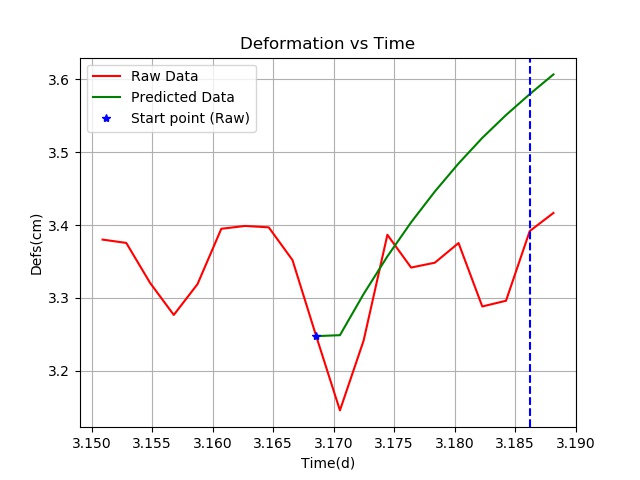 Deformation vs Time
Raw Data
Predicted Data
Start point (Raw)
3.6
3.5
3.4
3.3
3.2
Defs(cm)
3.150 3.155 3.160 3.165 3.170 3.175 3.180 3.185 3.190
Time(d)